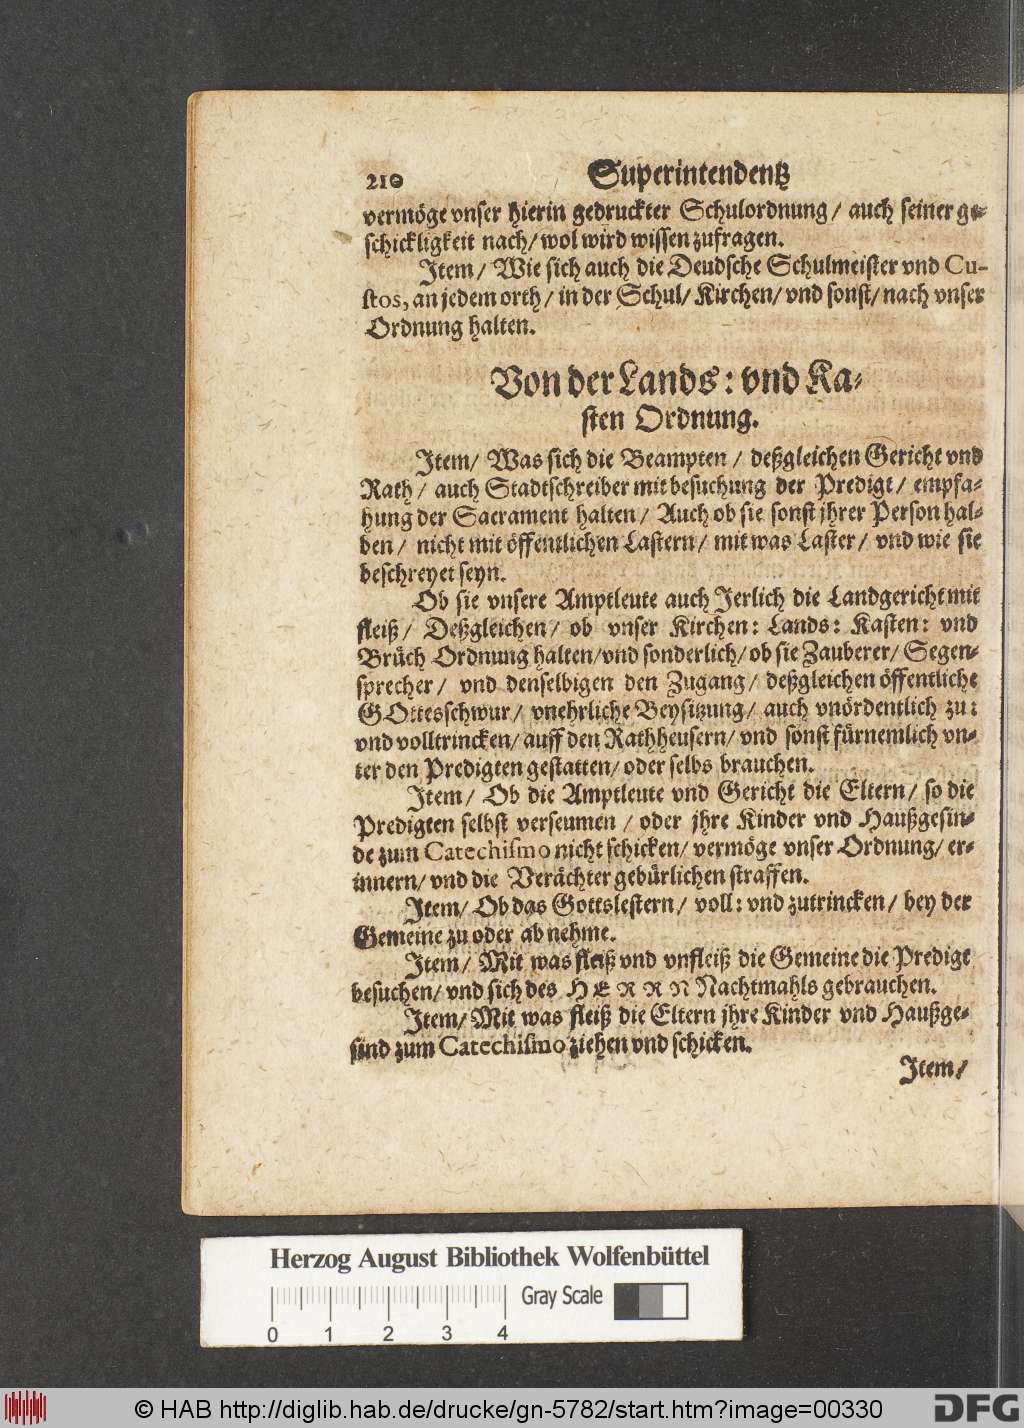 210 Superintendentz
vermöge vnser hierin gedruckter Schulordnung/ auch seiner ge-
schickligkeit nach/ wol wird wissen zufragen.
Item/ Wie sich auch die Deudsche Schulmeister vnd Cu-
stos, an jedem orth/ in der Schul/ Kirchen/ vnd sonst/ nach vnser
Ordnung halten.
Von der Lands: vnd Ka-
sten Ordnung.
Item/ Was sich die Beampten/ deßgleichen Gericht vnd
Rath/ auch Stadtschreiber mit besuchung der Predigt/ empfa-
hung der Sacrament halten/ Auch ob sie sonst jhrer Person hal-
ben/ nicht mit öffentlichen Lastern/ mit was Laster/ vnd wie sie
beschreyet seyn.
Ob sie vnsere Amptleute auch Jerlich die Landgericht mit
fleiß/ Deßgleichen/ ob vnser Kirchen: Lands: Kasten: vnd
Brüch Ordnung halten/ vnd sonderlich/ ob sie Zauberer/ Segen-
sprecher/ vnd denselbigen den Zugang/ deßgleichen öffentliche
GOttesschwur/ vnehrliche Beysitzung/ auch vnördentlich zu:
vnd volltrincken/ auff den Rathheusern/ vnd sonst fürnemlich vn-
ter den Predigten gestatten/ oder selbs brauchen.
Item/ Ob die Amptleute vnd Gericht die Eltern/ so die
Predigten selbst verseumen/ oder jhre Kinder vnd Haußgesin-
de zum Catechiſmo nicht schicken/ vermöge vnser Ordnung/ er-
innern/ vnd die Verächter gebürlichen straffen.
Item/ Ob das Gottslestern/ voll: vnd zutrincken/ bey der
Gemeine zu oder ab nehme.
Item/ Mit was fleiß vnd vnfleiß die Gemeine die Predigt
besuchen/ vnd sich des HERRN Nachtmahls gebrauchen.
Item/ Mit was fleiß die Eltern jhre Kinder vnd Haußge-
sind zum Catechiſmo ziehen vnd schicken.
Item/
Herzog August Bibliothek Wolfenbüttel
Gray Scale
0 1 2 3 4
© HAB http://diglib.hab.de/drucke/gn-5782/start.htm?image=00330
DFG